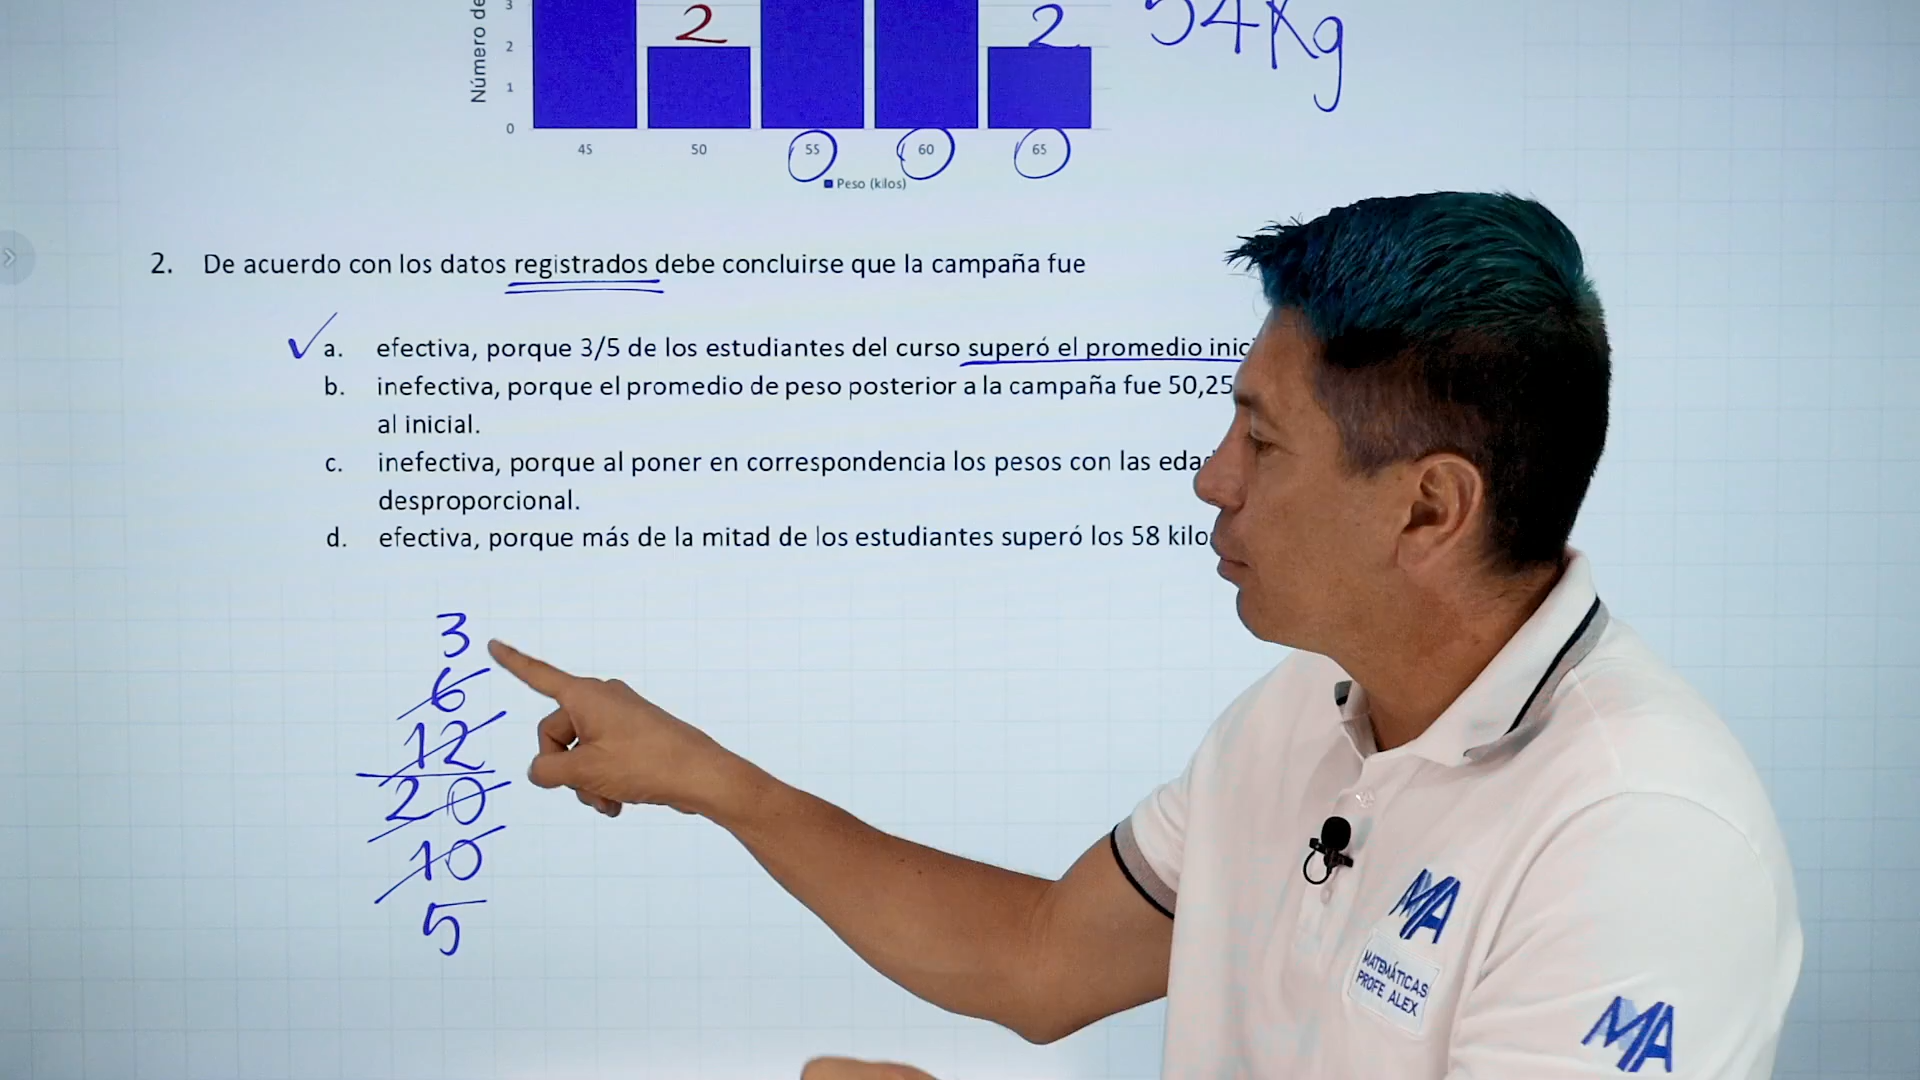 Número de
3
2
1
0
2
2
54Kg
45 50 55 60 65
Peso (kilos)
2. De acuerdo con los datos registrados debe concluirse que la campaña fue
a. efectiva, porque 3/5 de los estudiantes del curso superó el promedio
b. inefectiva, porque el promedio de peso posterior a la campaña fue 50,25
al inicial.
c. inefectiva, porque al poner en correspondencia los pesos con las
desproporcional.
d. efectiva, porque más de la mitad de los estudiantes superó los 58
3
6
12
20
10
5
MA
MATEMÁTICAS
PROFE ALEX
MA